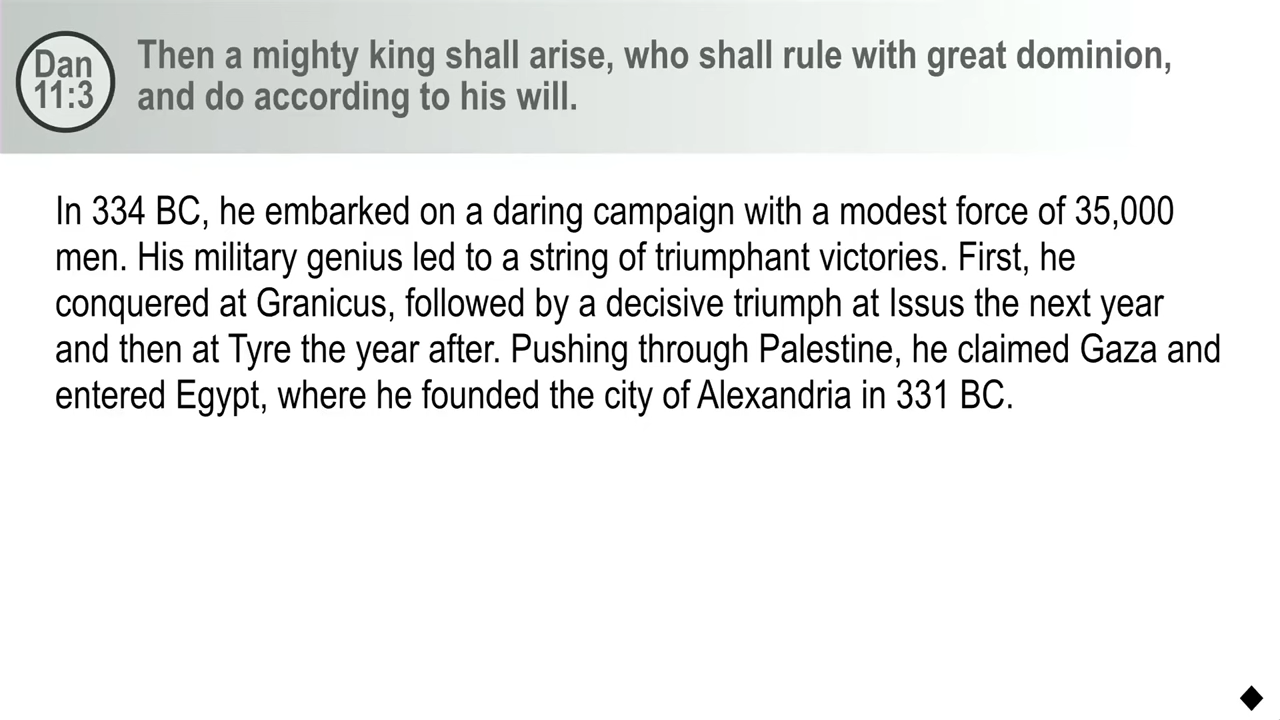 Dan
11:3
Then a mighty king shall arise, who shall rule with great dominion,
and do according to his will.
In 334 BC, he embarked on a daring campaign with a modest force of 35,000
men. His military genius led to a string of triumphant victories. First, he
conquered at Granicus, followed by a decisive triumph at Issus the next year
and then at Tyre the year after. Pushing through Palestine, he claimed Gaza and
entered Egypt, where he founded the city of Alexandria in 331 BC.